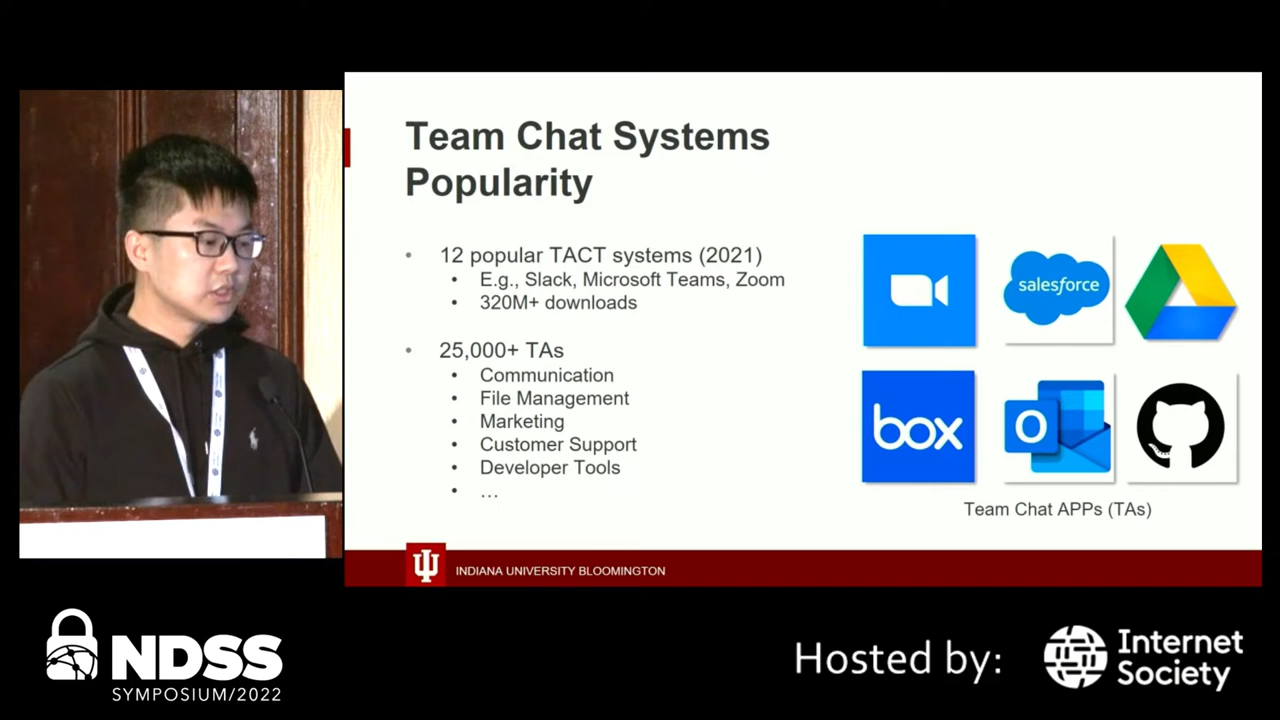 Team Chat Systems
Popularity
• 12 popular TACT systems (2021)
• E.g., Slack, Microsoft Teams, Zoom
• 320M+ downloads
• 25,000+ TAs
• Communication
• File Management
• Marketing
• Customer Support
• Developer Tools
• …
salesforce
box
O
Team Chat APPs (TAs)
INDIANA UNIVERSITY BLOOMINGTON
NDSS
SYMPOSIUM/2022
Hosted by:
Internet
Society